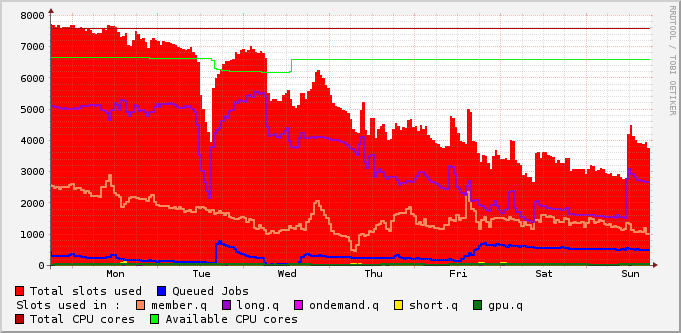 RRDTOOL / TOBI OETIKER
8000
7000
6000
5000
4000
3000
2000
1000
0
Mon Tue Wed Thu Fri Sat Sun
Total slots used Queued Jobs
Slots used in : member.q long.q ondemand.q short.q gpu.q
Total CPU cores Available CPU cores